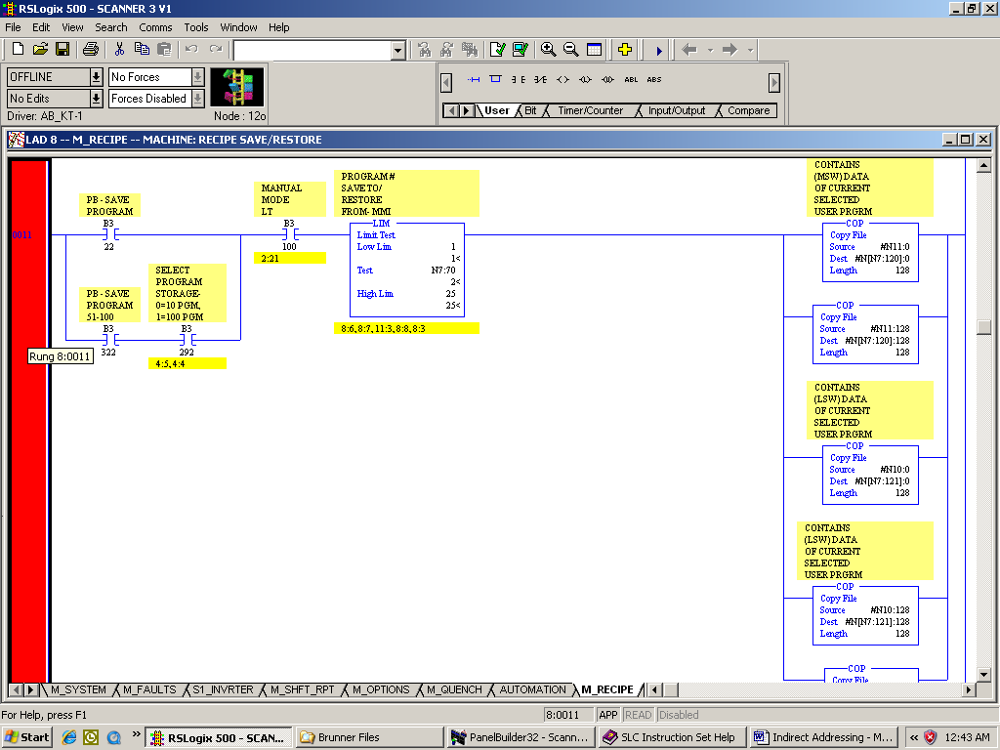 RSLogix 500 - SCANNER 3 V1
File Edit View Search Comms Tools Window Help
OFFLINE No Forces
No Edits Forces Disabled
Driver: AB_KT-1 Node : 12o
ABL ABS
User Bit Timer/Counter Input/Output Compare
LAD 8 -- M_RECIPE -- MACHINE: RECIPE SAVE/RESTORE
0011
PB - SAVE
PROGRAM
B3
22
MANUAL
MODE
LT
B3
100
2:21
PROGRAM #
SAVE TO/
RESTORE
FROM- MMI
LIM
Limit Test
Low Lim 1
1<
Test N7:70
2<
High Lim 25
25<
8:6, 8:7, 11:3, 8:8, 8:3
PB - SAVE
PROGRAM
51-100
B3
322
SELECT
PROGRAM
STORAGE-
0=10 PGM,
1=100 PGM
B3
292
4:5, 4:4
Rung 8:0011
CONTAINS
(MSW) DATA
OF CURRENT
SELECTED
USER PRGRM
COP
Copy File
Source #N11:0
Dest #N[N7:120]:0
Length 128
COP
Copy File
Source #N11:128
Dest #N[N7:120]:128
Length 128
CONTAINS
(LSW) DATA
OF CURRENT
SELECTED
USER PRGRM
COP
Copy File
Source #N10:0
Dest #N[N7:121]:0
Length 128
CONTAINS
(LSW) DATA
OF CURRENT
SELECTED
USER PRGRM
COP
Copy File
Source #N10:128
Dest #N[N7:121]:128
Length 128
COP
Copy File
M_SYSTEM M_FAULTS S1_INVRTER M_SHFT_RPT M_OPTIONS M_QUENCH AUTOMATION M_RECIPE
For Help, press F1 8:0011 APP READ Disabled
Start RSLogix 500 - SCAN... Brunner Files PanelBuilder32 - Scann... SLC Instruction Set Help Indirect Addressing - M... 12:43 AM